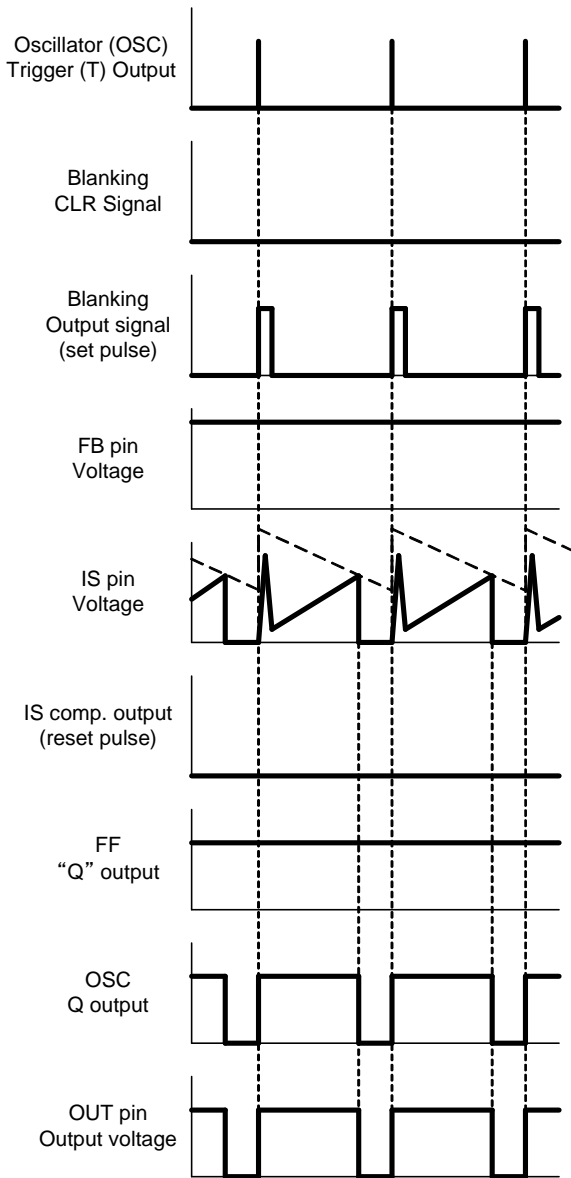 Oscillator (OSC)
Trigger (T) Output
Blanking
CLR Signal
Blanking
Output signal
(set pulse)
FB pin
Voltage
IS pin
Voltage
IS comp. output
(reset pulse)
FF
“Q” output
OSC
Q output
OUT pin
Output voltage